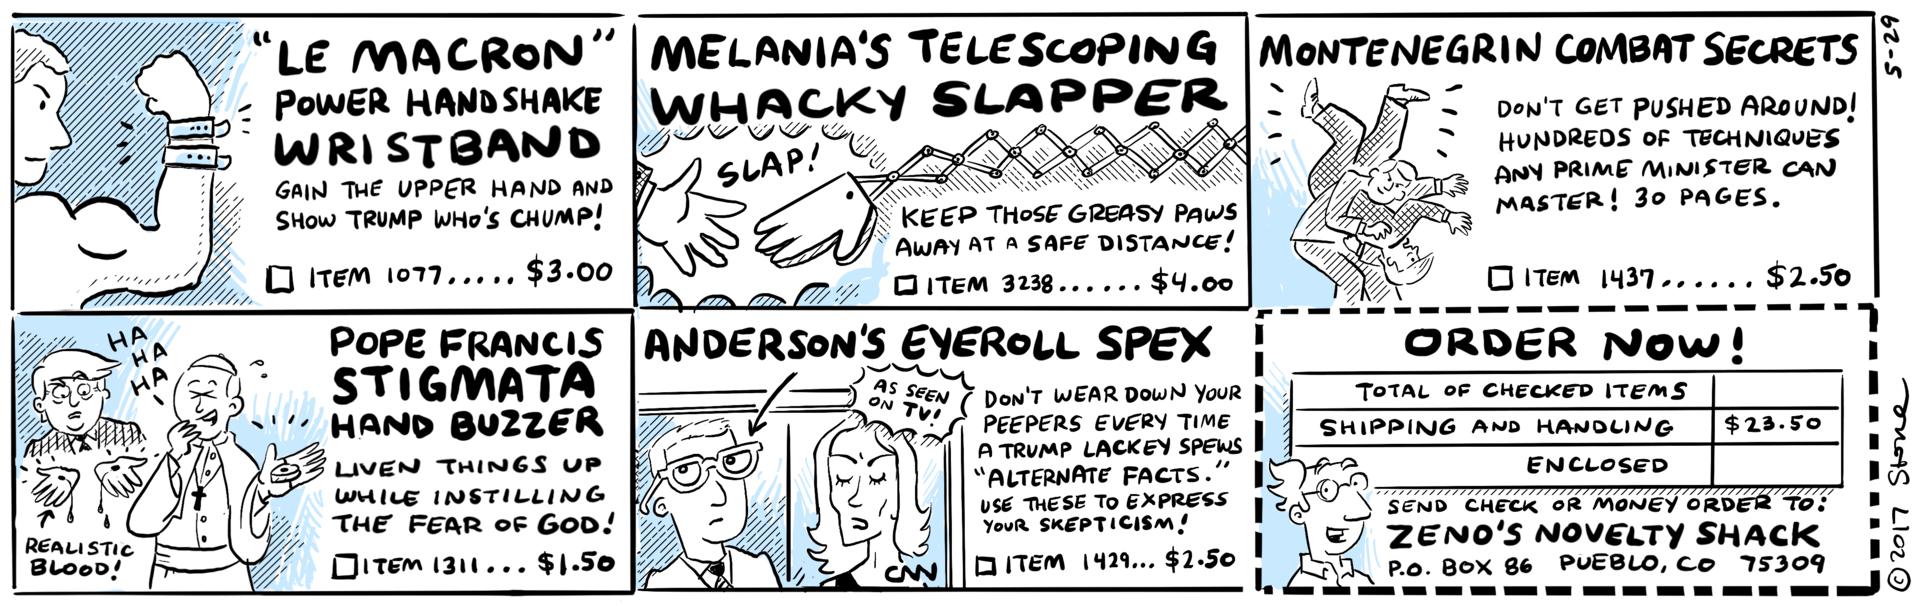 "LE MACRON"
POWER HANDSHAKE
WRISTBAND
GAIN THE UPPER HAND AND
SHOW TRUMP WHO'S CHUMP!
ITEM 1077..... $3.00
MELANIA'S TELESCOPING
WHACKY SLAPPER
SLAP!
KEEP THOSE GREASY PAWS
AWAY AT A SAFE DISTANCE!
ITEM 3238...... $4.00
MONTENEGRIN COMBAT SECRETS
DON'T GET PUSHED AROUND!
HUNDREDS OF TECHNIQUES
ANY PRIME MINISTER CAN
MASTER! 30 PAGES.
ITEM 1437...... $2.50
5-29
HA
HA
HA
POPE FRANCIS
STIGMATA
HAND BUZZER
LIVEN THINGS UP
WHILE INSTILLING
THE FEAR OF GOD!
REALISTIC
BLOOD!
ITEM 1311... $1.50
ANDERSON'S EYEROLL SPEX
AS SEEN
ON TV!
DON'T WEAR DOWN YOUR
PEEPERS EVERY TIME
A TRUMP LACKEY SPEWS
"ALTERNATE FACTS."
USE THESE TO EXPRESS
YOUR SKEPTICISM!
CNN
ITEM 1429... $2.50
ORDER NOW!
TOTAL OF CHECKED ITEMS
SHIPPING AND HANDLING $23.50
ENCLOSED
SEND CHECK OR MONEY ORDER TO:
ZENO'S NOVELTY SHACK
P.O. BOX 86 PUEBLO, CO 75309
©2017 Stone